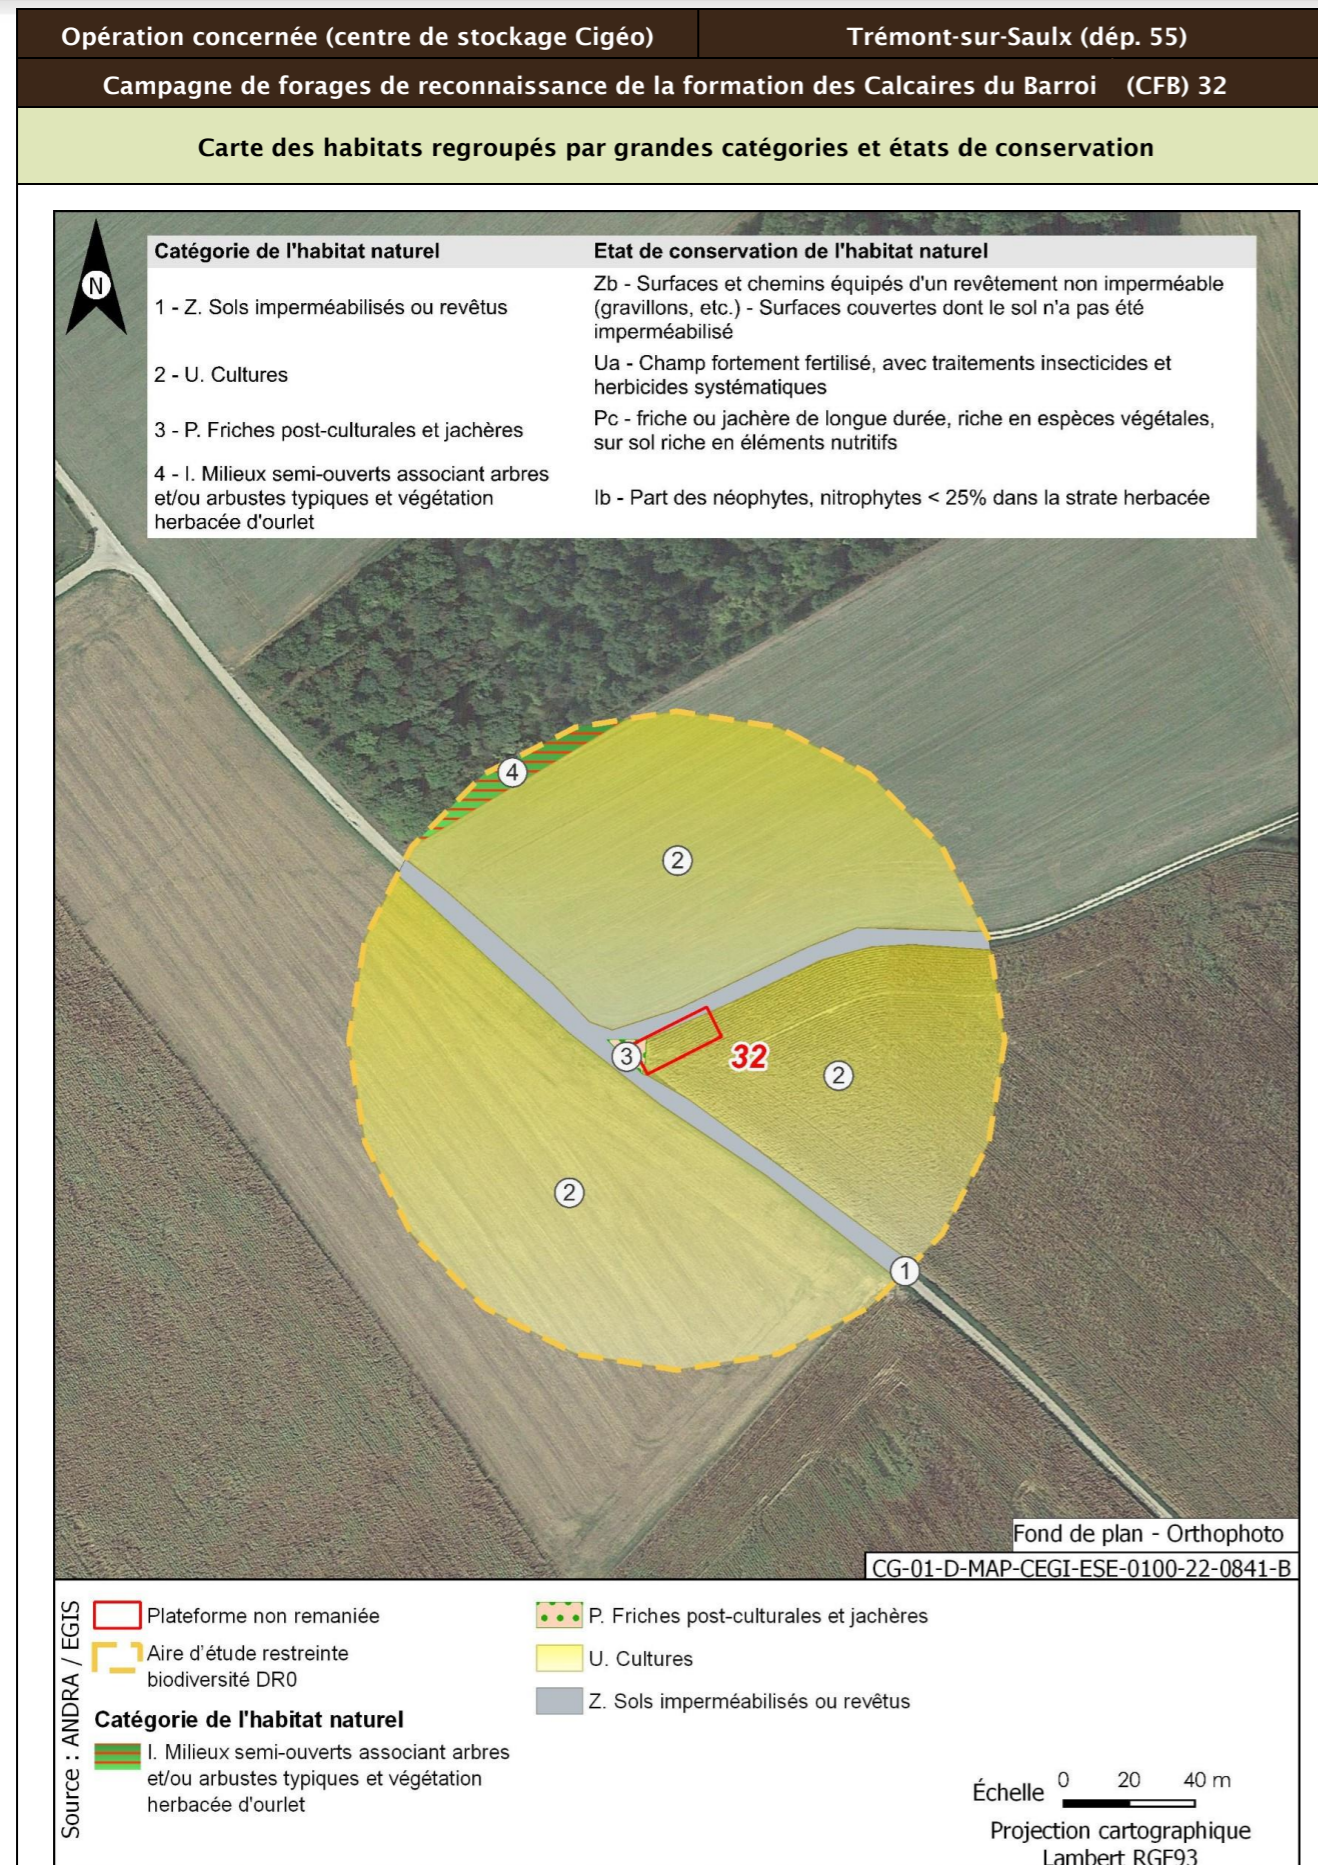 Opération concernée (centre de stockage Cigéo)
Trémont-sur-Saulx (dép. 55)
Campagne de forages de reconnaissance de la formation des Calcaires du Barroi (CFB) 32
Carte des habitats regroupés par grandes catégories et états de conservation
N
Catégorie de l'habitat naturel
Etat de conservation de l'habitat naturel
1 - Z. Sols imperméabilisés ou revêtus
Zb - Surfaces et chemins équipés d'un revêtement non imperméable
(gravillons, etc.) - Surfaces couvertes dont le sol n'a pas été
imperméabilisé
2 - U. Cultures
Ua - Champ fortement fertilisé, avec traitements insecticides et
herbicides systématiques
3 - P. Friches post-culturales et jachères
Pc - friche ou jachère de longue durée, riche en espèces végétales,
sur sol riche en éléments nutritifs
4 - I. Milieux semi-ouverts associant arbres
et/ou arbustes typiques et végétation
herbacée d'ourlet
Ib - Part des néophytes, nitrophytes < 25% dans la strate herbacée
4
2
3
32
2
2
1
Fond de plan - Orthophoto
CG-01-D-MAP-CEGI-ESE-0100-22-0841-B
Source : ANDRA / EGIS
Plateforme non remaniée
Aire d'étude restreinte
biodiversité DR0
Catégorie de l'habitat naturel
I. Milieux semi-ouverts associant arbres
et/ou arbustes typiques et végétation
herbacée d'ourlet
P. Friches post-culturales et jachères
U. Cultures
Z. Sols imperméabilisés ou revêtus
Échelle 0 20 40 m
Projection cartographique
Lambert RGF93